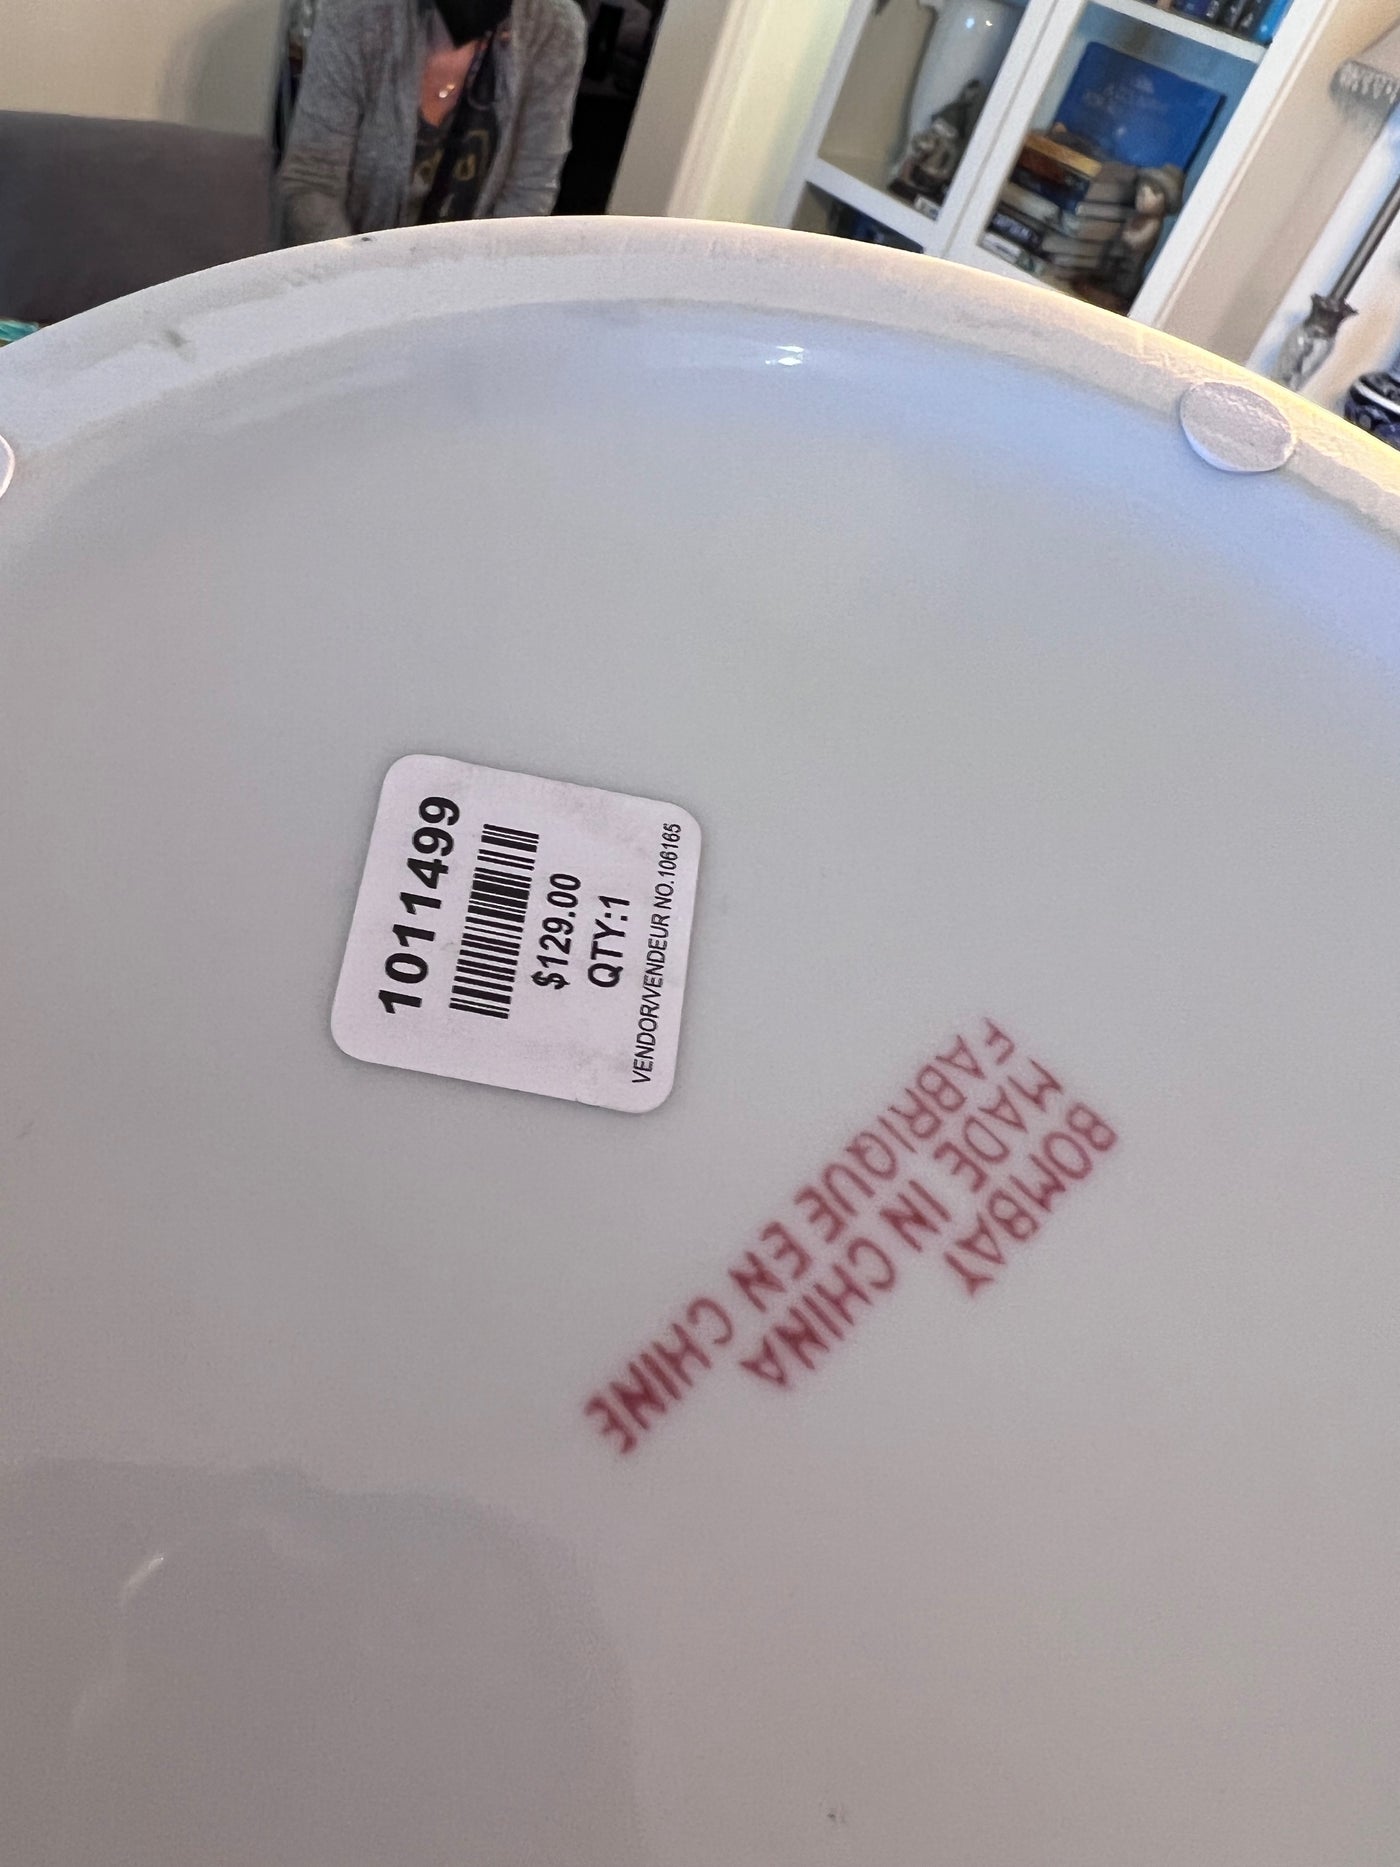 1011499
$129.00
QTY:1
VENDOR/VENDEUR NO.106165
BOMBAY
MADE IN CHINA
FABRIQUE EN CHINE